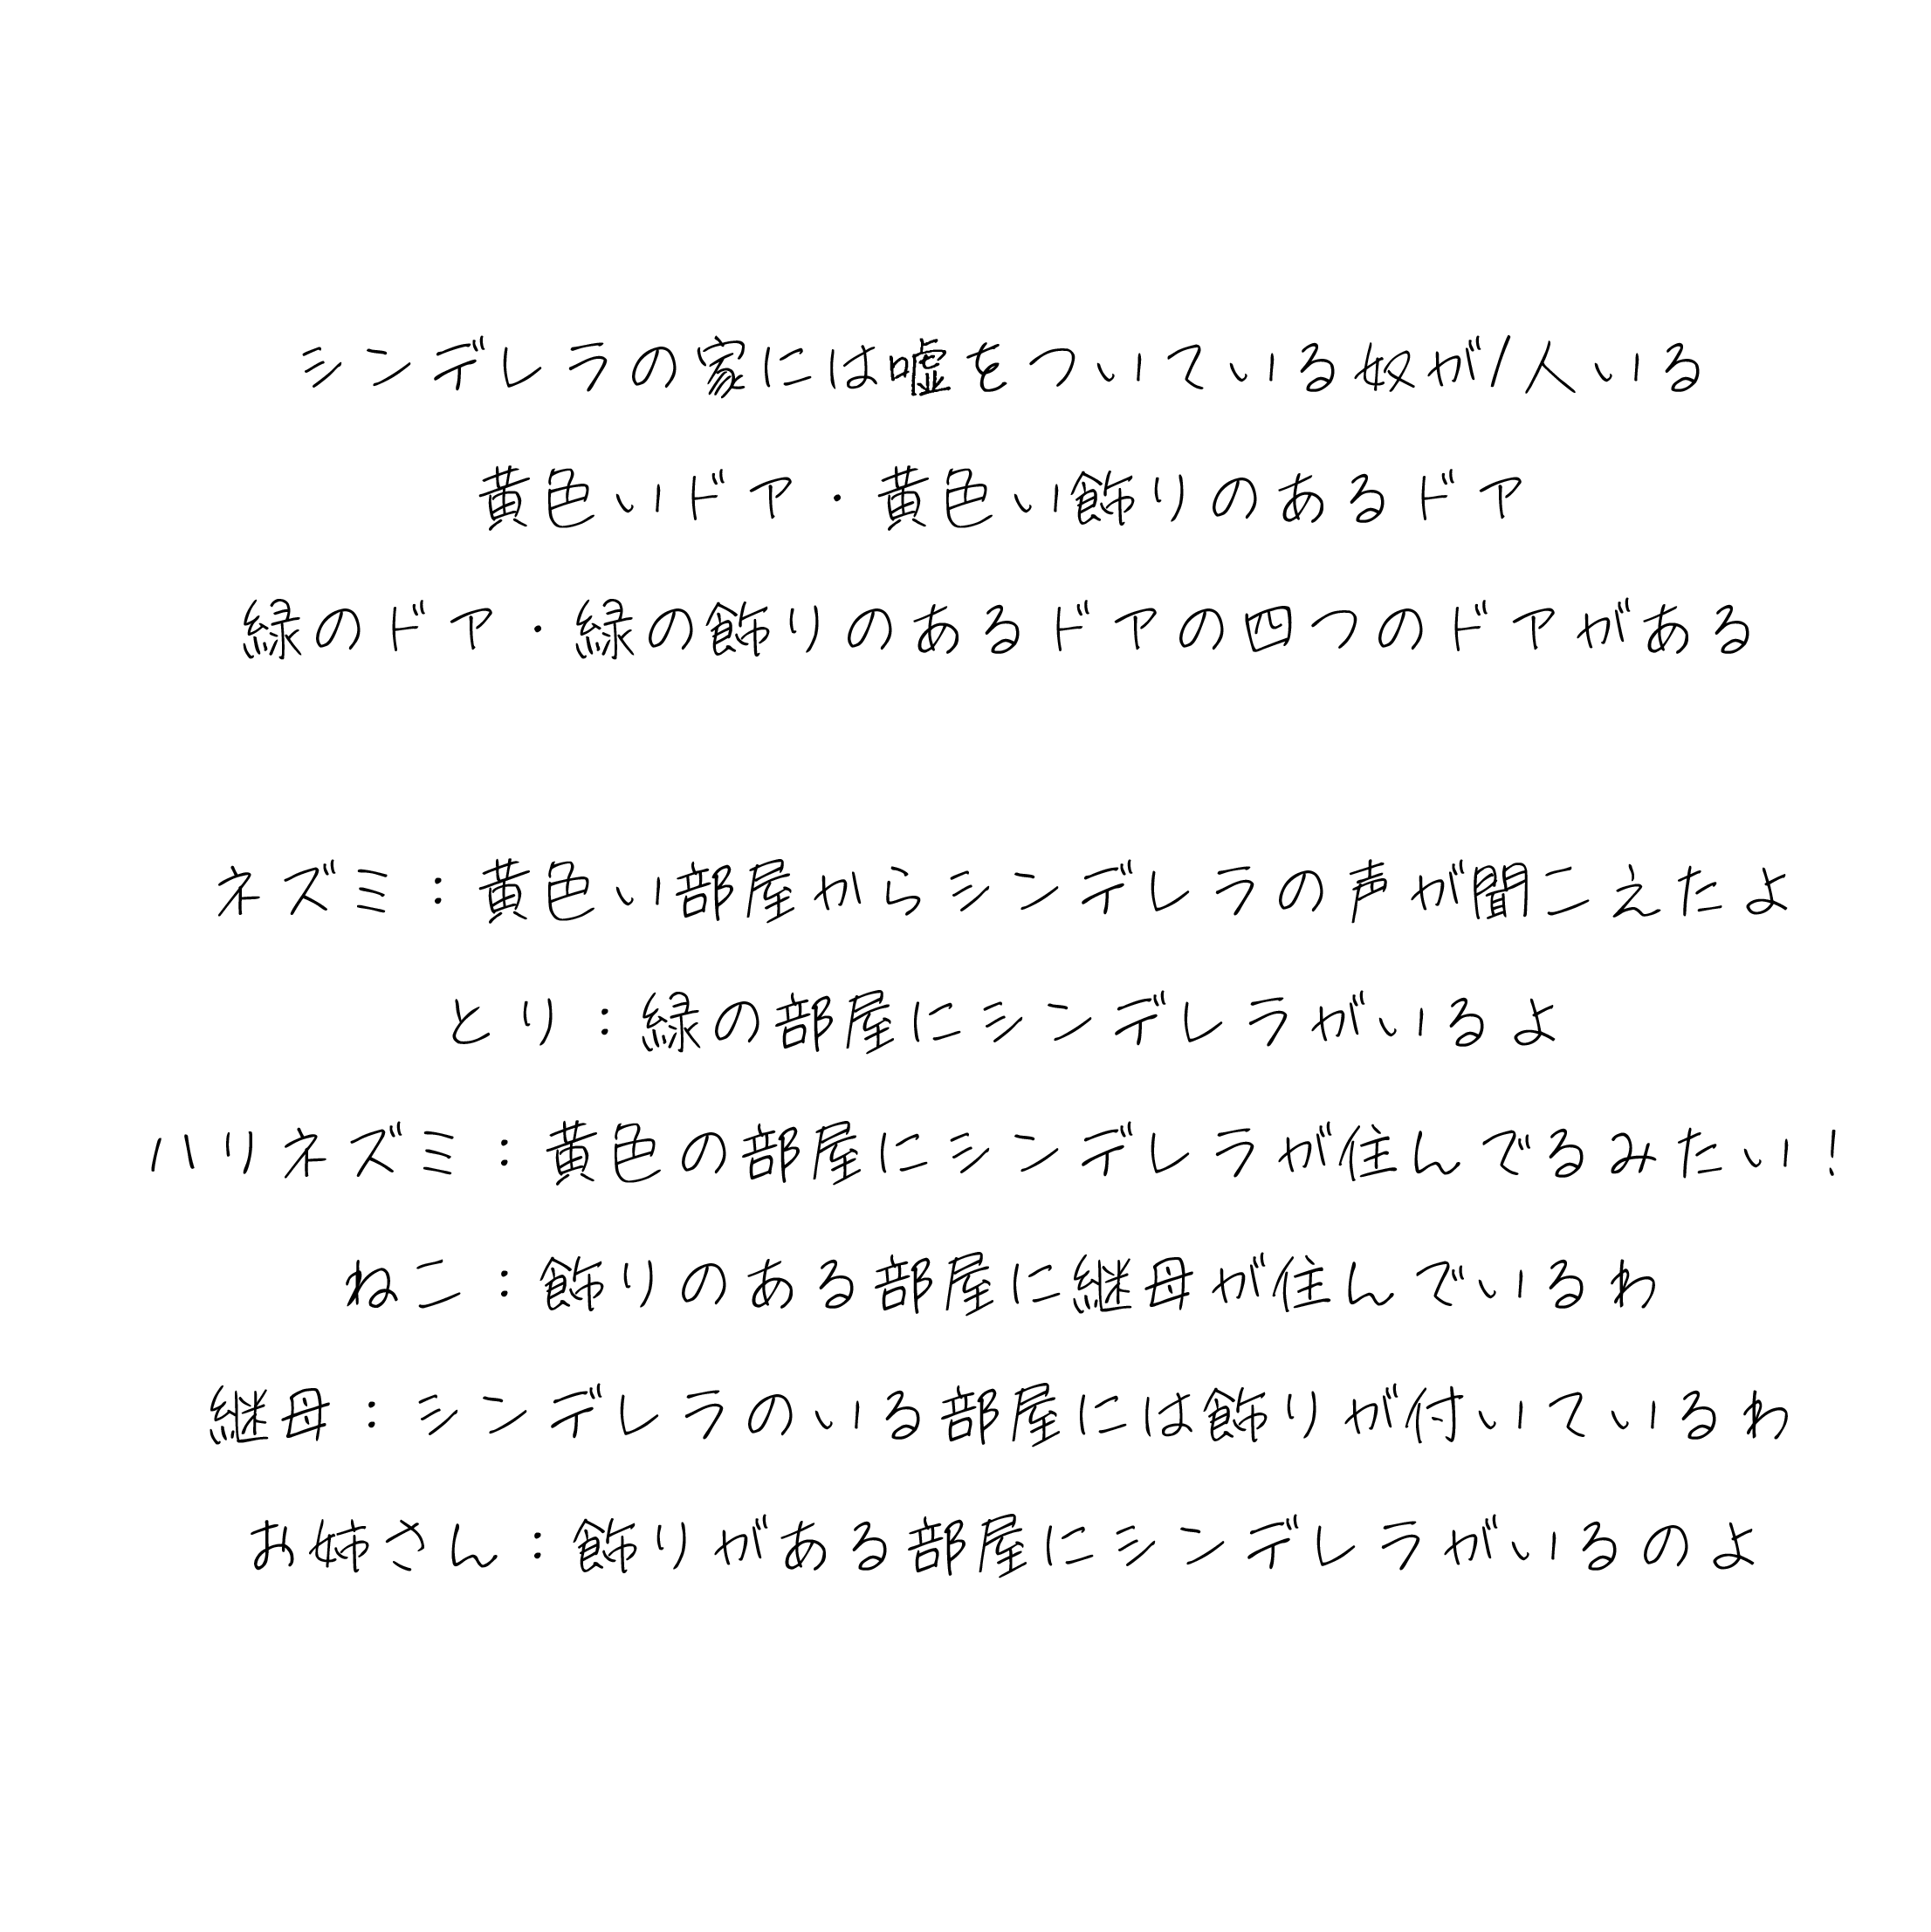 シンデレラの家には嘘をついている奴が1人いる
黄色いドア・黄色い飾りのあるドア
緑のドア・緑の飾りのあるドアの四つのドアがある
ネズミ:黄色い部屋からシンデレラの声が聞こえたよ
とり:緑の部屋にシンデレラがいるよ
ハリネズミ:黄色の部屋にシンデレラが住んでるみたい!
ねこ:飾りのある部屋に継母が住んでいるわ
継母:シンデレラのいる部屋には飾りが付いているわ
お姉さん:飾りがある部屋にシンデレラがいるのよ